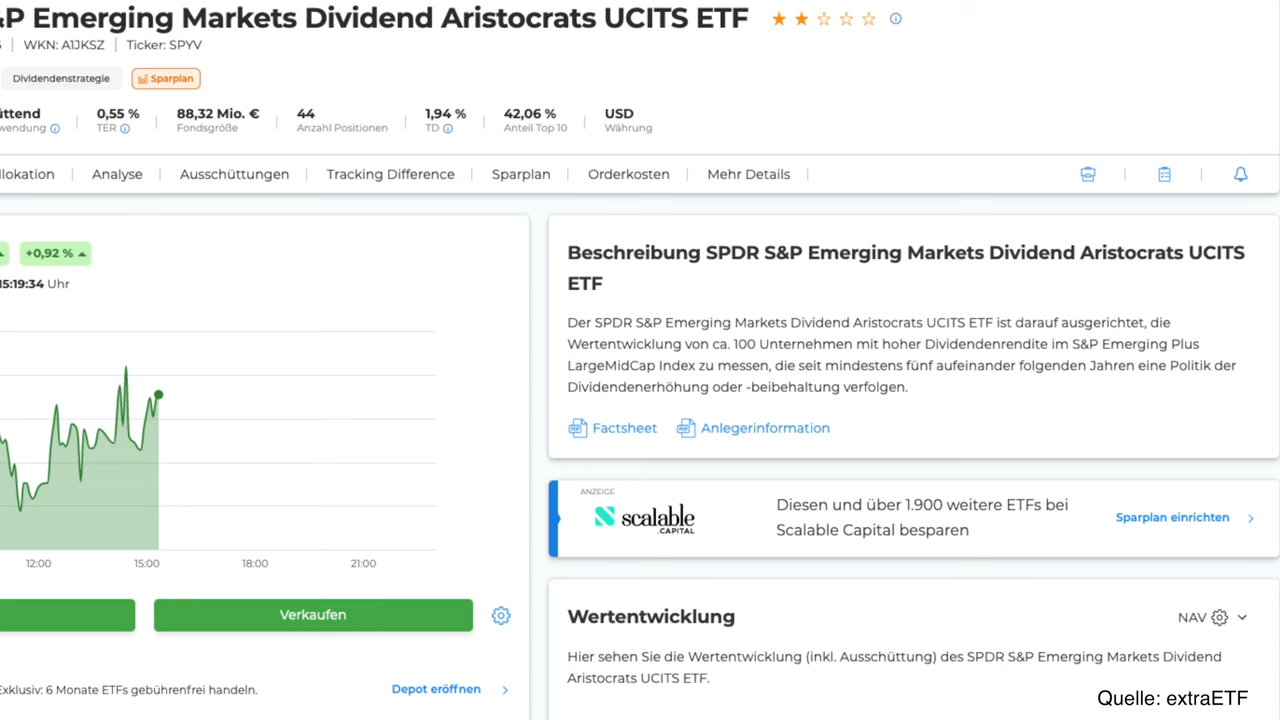 &P Emerging Markets Dividend Aristocrats UCITS ETF
WKN: A1JKSZ | Ticker: SPYV
Dividendenstrategie
Sparplan
0,55 %
TER
88,32 Mio. €
Fondsgröße
44
Anzahl Positionen
1,94 %
TD
42,06 %
Anteil Top 10
USD
Währung
Analyse
Ausschüttungen
Tracking Difference
Sparplan
Orderkosten
Mehr Details
+0,92 %
15:19:34 Uhr
12:00
15:00
18:00
21:00
Verkaufen
Exklusiv: 6 Monate ETFs gebührenfrei handeln.
Depot eröffnen
Beschreibung SPDR S&P Emerging Markets Dividend Aristocrats UCITS
ETF
Der SPDR S&P Emerging Markets Dividend Aristocrats UCITS ETF ist darauf ausgerichtet, die
Wertentwicklung von ca. 100 Unternehmen mit hoher Dividendenrendite im S&P Emerging Plus
LargeMidCap Index zu messen, die seit mindestens fünf aufeinander folgenden Jahren eine Politik der
Dividendenerhöhung oder -beibehaltung verfolgen.
Factsheet
Anlegerinformation
ANZEIGE
scalable
.CAPITAL
Diesen und über 1.900 weitere ETFs bei
Scalable Capital besparen
Sparplan einrichten
Wertentwicklung
NAV
Hier sehen Sie die Wertentwicklung (inkl. Ausschüttung) des SPDR S&P Emerging Markets Dividend
Aristocrats UCITS ETF.
Quelle: extraETF